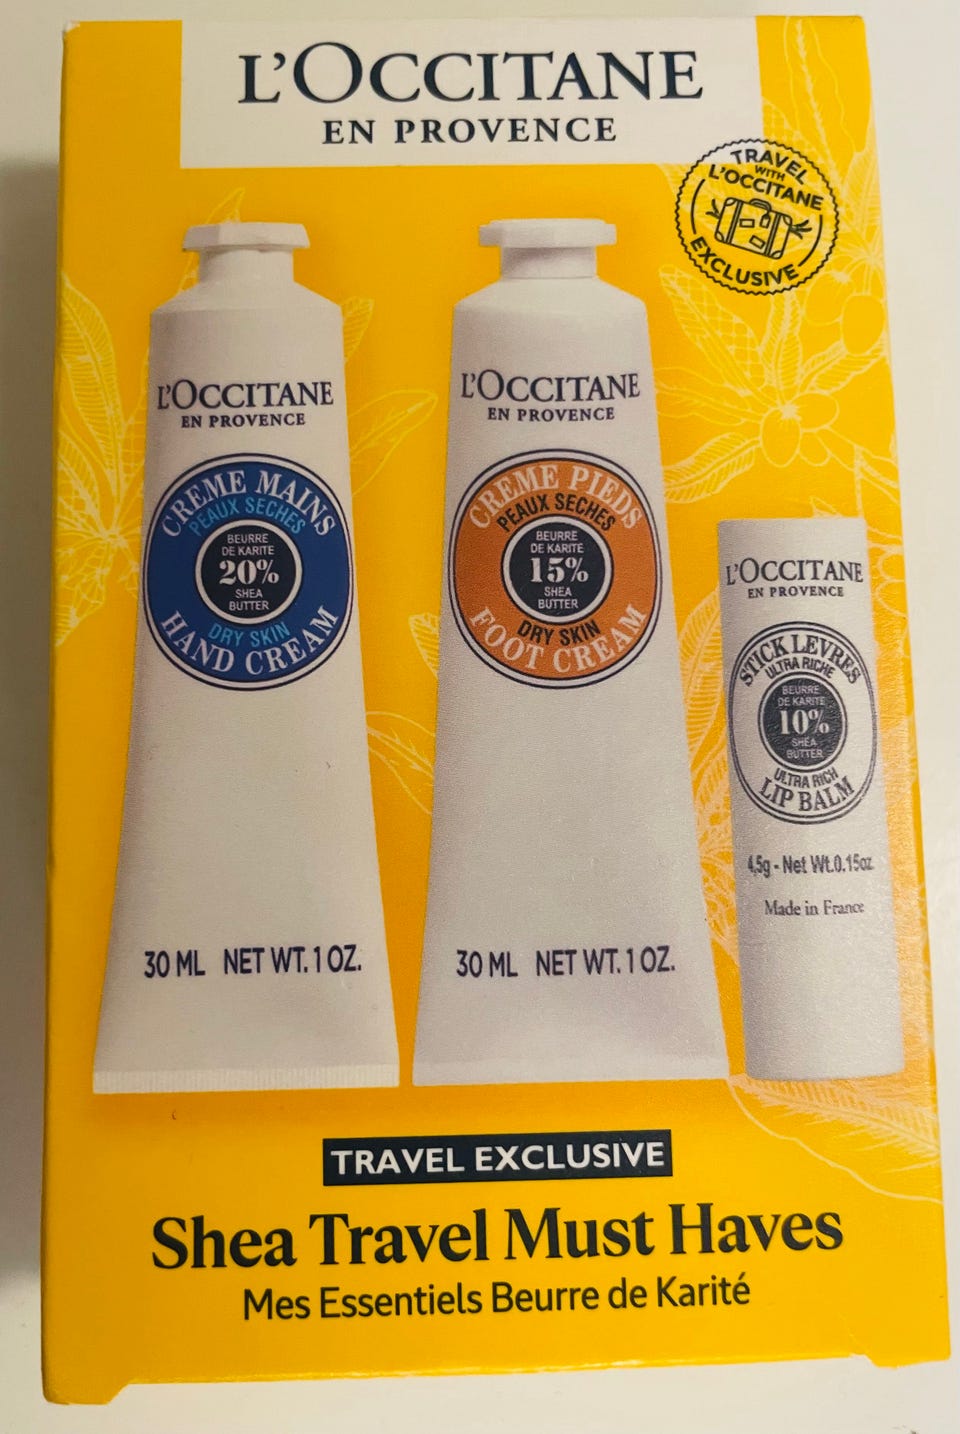 L'OCCITANE
EN PROVENCE
TRAVEL
WITH
L'OCCITANE
EXCLUSIVE
L'OCCITANE
EN PROVENCE
CREME MAINS
PEAUX SECHES
BEURRE
DE KARITE
20%
SHEA
BUTTER
DRY SKIN
HAND CREAM
30 ML NET WT. 1 OZ.
L'OCCITANE
EN PROVENCE
CREME PIEDS
PEAUX SECHES
BEURRE
DE KARITE
15%
SHEA
BUTTER
DRY SKIN
FOOT CREAM
30 ML NET WT. 1 OZ.
L'OCCITANE
EN PROVENCE
STICK LEVRES
ULTRA RICHE
BEURRE
DE KARITE
10%
SHEA
BUTTER
ULTRA RICH
LIP BALM
4,5g - Net Wt.0.15oz
Made in France
TRAVEL EXCLUSIVE
Shea Travel Must Haves
Mes Essentiels Beurre de Karité